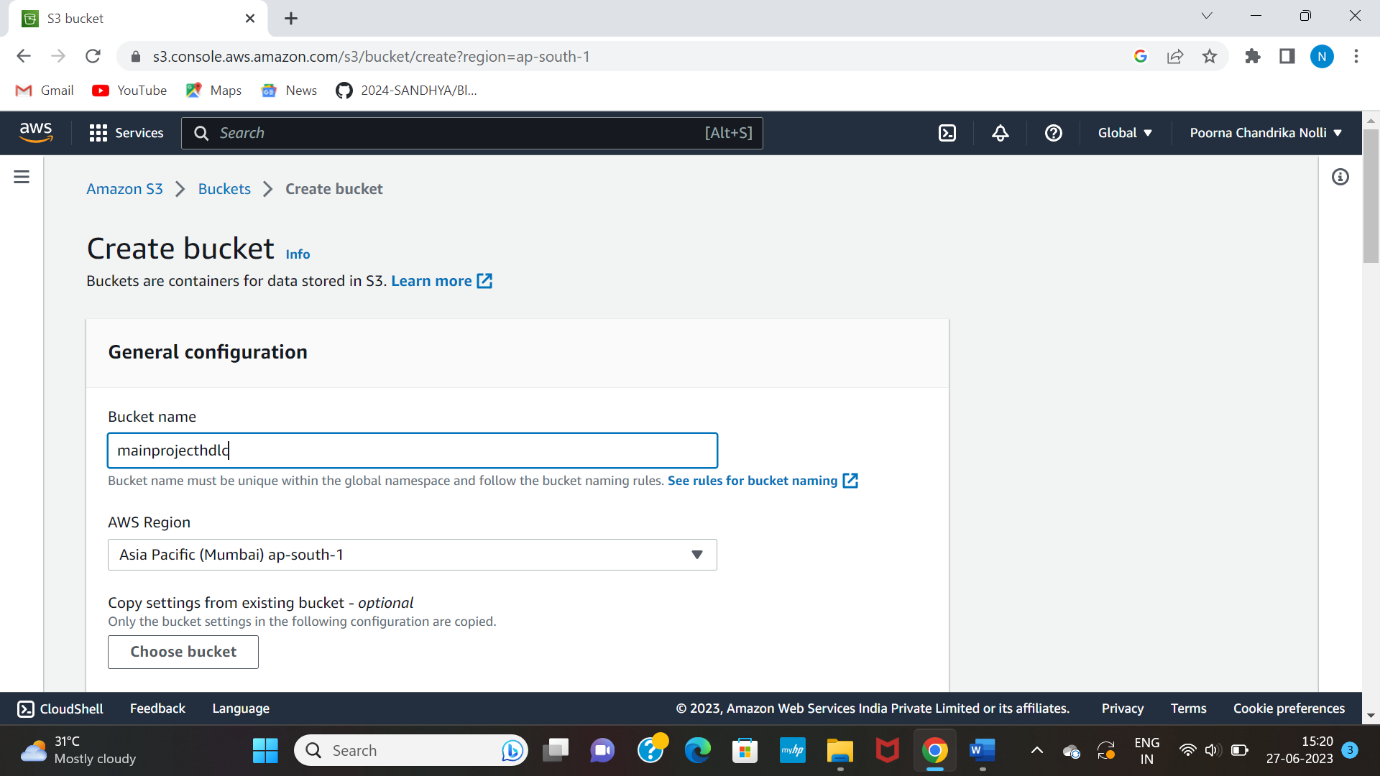 S3 bucket
s3.console.aws.amazon.com/s3/bucket/create?region=ap-south-1
N
Gmail YouTube Maps News 2024-SANDHYA/BI...
aws Services Search [Alt+S] Global Poorna Chandrika Nolli
Amazon S3 > Buckets > Create bucket
Create bucket Info
Buckets are containers for data stored in S3. Learn more
General configuration
Bucket name
mainprojecthdlc
Bucket name must be unique within the global namespace and follow the bucket naming rules. See rules for bucket naming
AWS Region
Asia Pacific (Mumbai) ap-south-1
Copy settings from existing bucket - optional
Only the bucket settings in the following configuration are copied.
Choose bucket
CloudShell Feedback Language © 2023, Amazon Web Services India Private Limited or its affiliates. Privacy Terms Cookie preferences
31°C
Mostly cloudy
Search
myhp
ENG
IN
15:20
27-06-2023
3